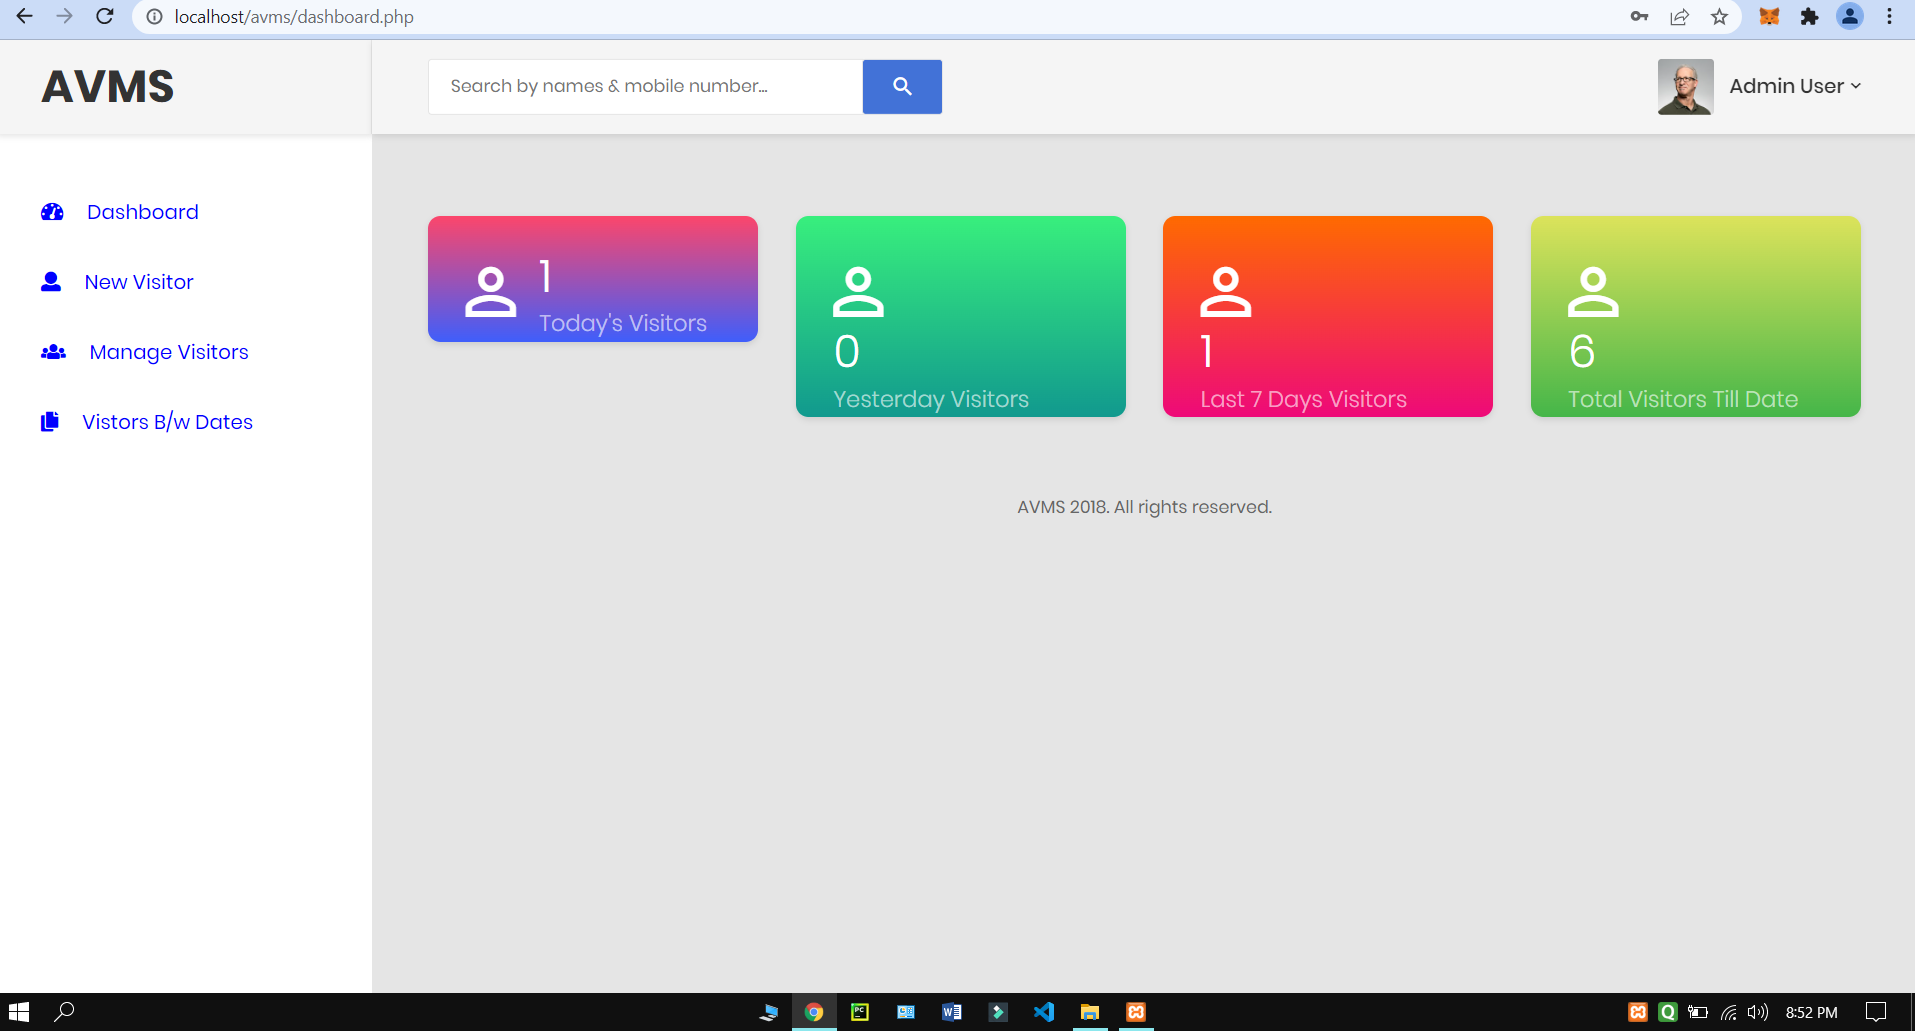 localhost/avms/dashboard.php
AVMS
Search by names & mobile number...
Admin User
Dashboard
New Visitor
Manage Visitors
Vistors B/w Dates
1
Today's Visitors
0
Yesterday Visitors
1
Last 7 Days Visitors
6
Total Visitors Till Date
AVMS 2018. All rights reserved.
PC
W
Q
8:52 PM